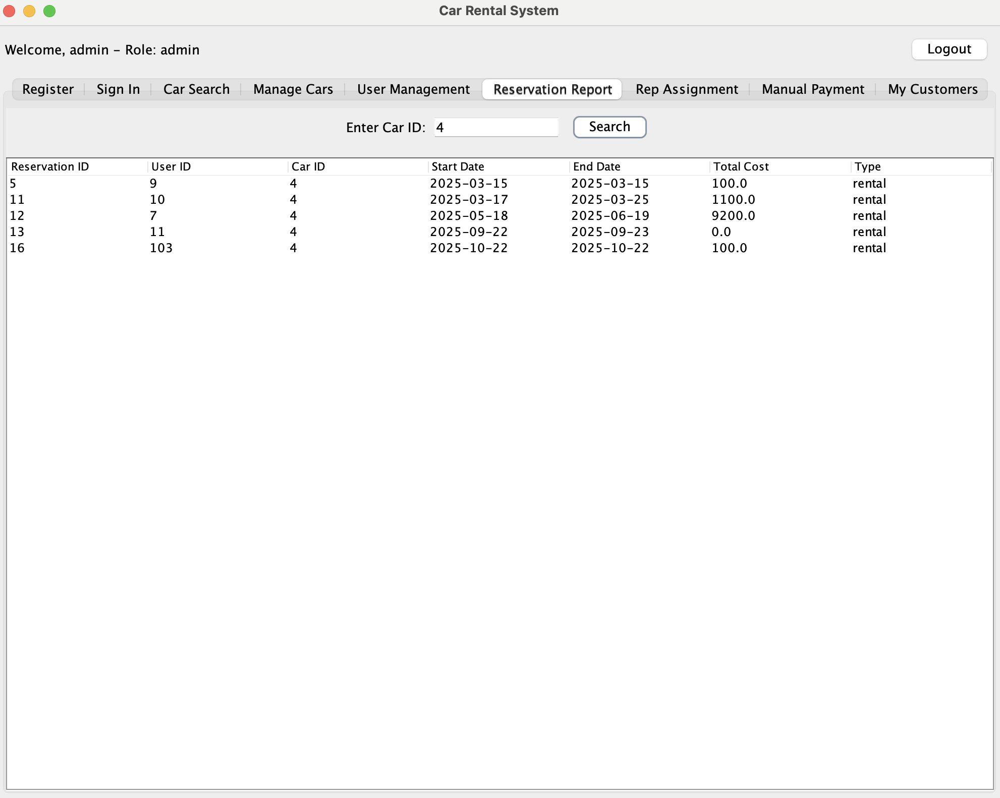 Car Rental System
Welcome, admin – Role: admin
Logout
Register Sign In Car Search Manage Cars User Management Reservation Report Rep Assignment Manual Payment My Customers
Enter Car ID: 4 Search
Reservation ID User ID Car ID Start Date End Date Total Cost Type
5 9 4 2025-03-15 2025-03-15 100.0 rental
11 10 4 2025-03-17 2025-03-25 1100.0 rental
12 7 4 2025-05-18 2025-06-19 9200.0 rental
13 11 4 2025-09-22 2025-09-23 0.0 rental
16 103 4 2025-10-22 2025-10-22 100.0 rental